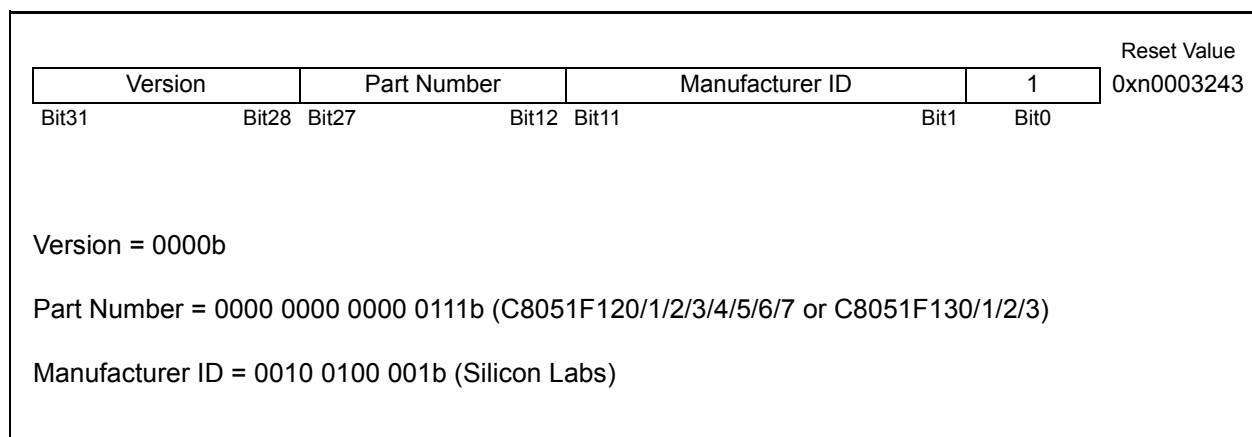 Reset Value
Version Part Number Manufacturer ID 1 0xn0003243
Bit31 Bit28 Bit27 Bit12 Bit11 Bit1 Bit0
Version = 0000b
Part Number = 0000 0000 0000 0111b (C8051F120/1/2/3/4/5/6/7 or C8051F130/1/2/3)
Manufacturer ID = 0010 0100 001b (Silicon Labs)